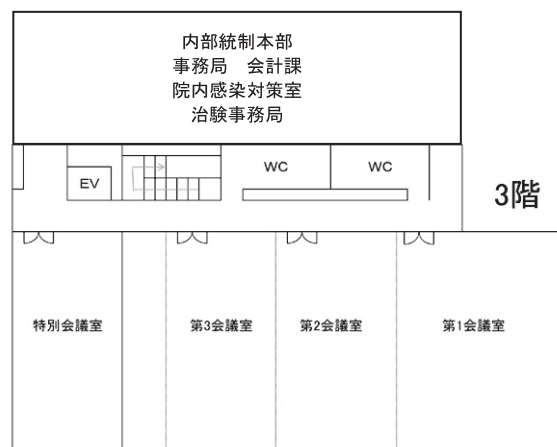 内部統制本部
事務局　会計課
院内感染対策室
治験事務局
WC
WC
EV
3階
特別会議室
第3会議室
第2会議室
第1会議室